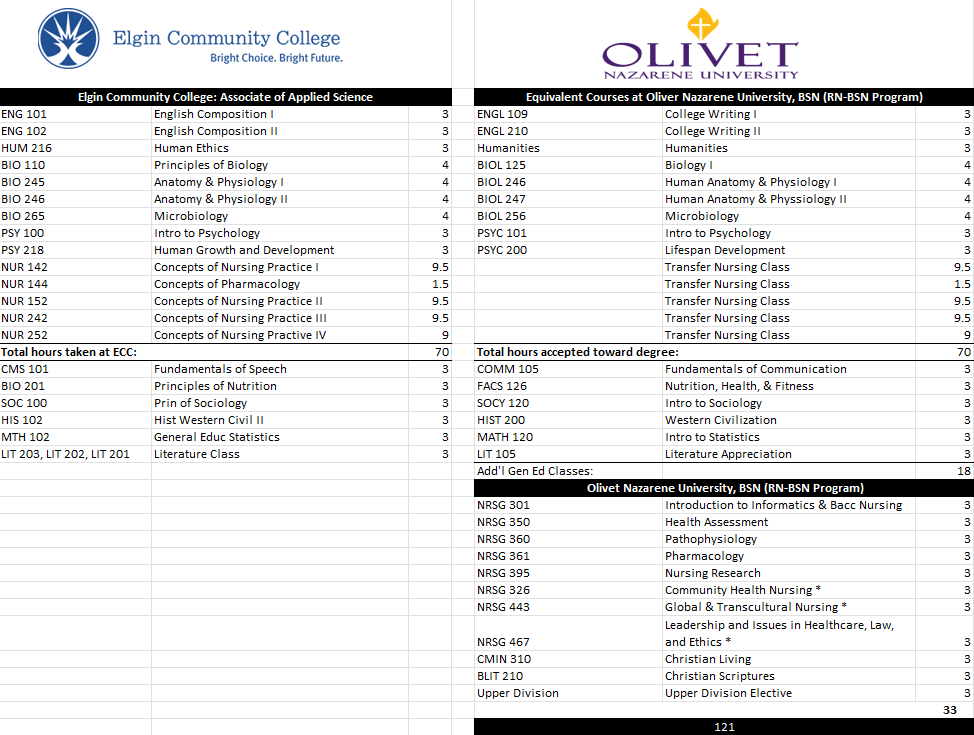 Elgin Community College
Bright Choice. Bright Future.
OLIVET
NAZARENE UNIVERSITY
Elgin Community College: Associate of Applied Science
Equivalent Courses at Oliver Nazarene University, BSN (RN-BSN Program)
ENG 101 English Composition I 3 ENGL 109 College Writing I 3
ENG 102 English Composition II 3 ENGL 210 College Writing II 3
HUM 216 Human Ethics 3 Humanities Humanities 3
BIO 110 Principles of Biology 4 BIOL 125 Biology I 4
BIO 245 Anatomy & Physiology I 4 BIOL 246 Human Anatomy & Physiology I 4
BIO 246 Anatomy & Physiology II 4 BIOL 247 Human Anatomy & Physsiology II 4
BIO 265 Microbiology 4 BIOL 256 Microbiology 4
PSY 100 Intro to Psychology 3 PSYC 101 Intro to Psychology 3
PSY 218 Human Growth and Development 3 PSYC 200 Lifespan Development 3
NUR 142 Concepts of Nursing Practice I 9.5 Transfer Nursing Class 9.5
NUR 144 Concepts of Pharmacology 1.5 Transfer Nursing Class 1.5
NUR 152 Concepts of Nursing Practice II 9.5 Transfer Nursing Class 9.5
NUR 242 Concepts of Nursing Practice III 9.5 Transfer Nursing Class 9.5
NUR 252 Concepts of Nursing Practive IV 9 Transfer Nursing Class 9
Total hours taken at ECC: 70 Total hours accepted toward degree: 70
CMS 101 Fundamentals of Speech 3 COMM 105 Fundamentals of Communication 3
BIO 201 Principles of Nutrition 3 FACS 126 Nutrition, Health, & Fitness 3
SOC 100 Prin of Sociology 3 SOCY 120 Intro to Sociology 3
HIS 102 Hist Western Civil II 3 HIST 200 Western Civilization 3
MTH 102 General Educ Statistics 3 MATH 120 Intro to Statistics 3
LIT 203, LIT 202, LIT 201 Literature Class 3 LIT 105 Literature Appreciation 3
Add'l Gen Ed Classes: 18
Olivet Nazarene University, BSN (RN-BSN Program)
NRSG 301 Introduction to Informatics & Bacc Nursing 3
NRSG 350 Health Assessment 3
NRSG 360 Pathophysiology 3
NRSG 361 Pharmacology 3
NRSG 395 Nursing Research 3
NRSG 326 Community Health Nursing * 3
NRSG 443 Global & Transcultural Nursing * 3
Leadership and Issues in Healthcare, Law,
NRSG 467 and Ethics * 3
CMIN 310 Christian Living 3
BLIT 210 Christian Scriptures 3
Upper Division Upper Division Elective 3
33
121